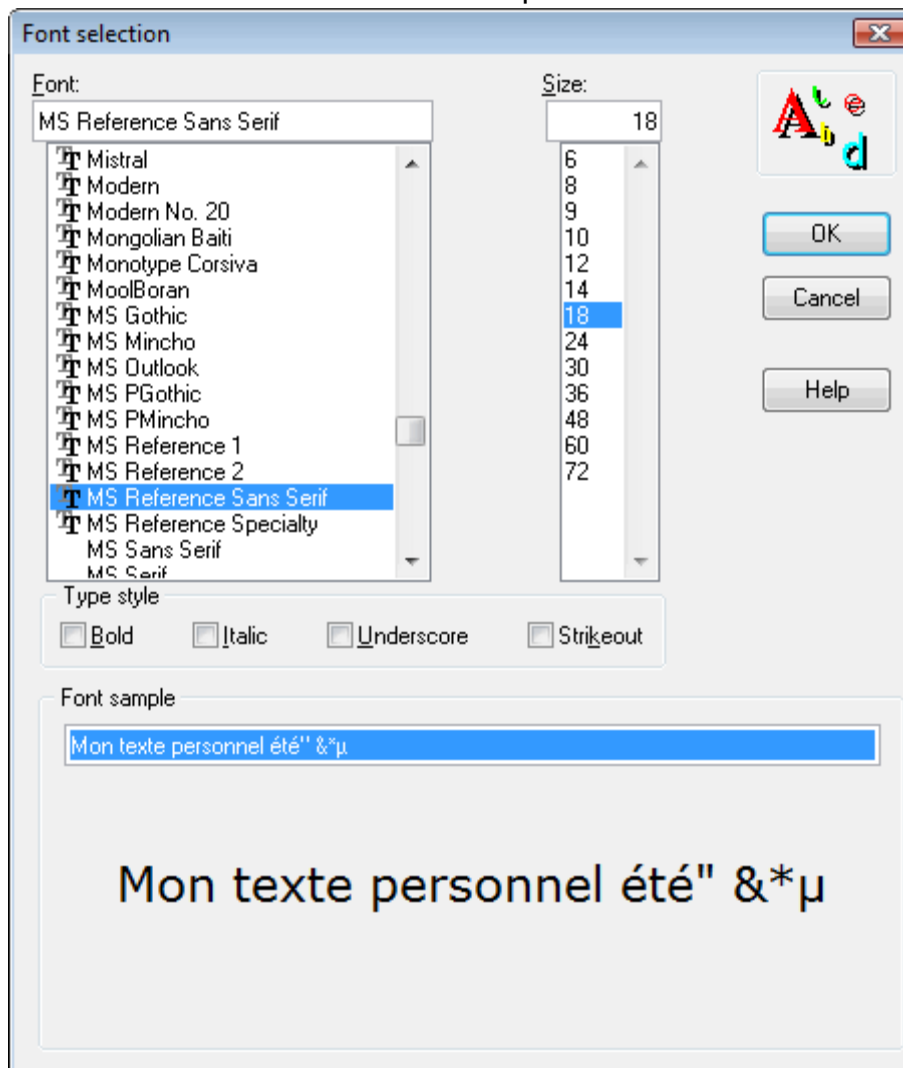 Font selection
Font:
MS Reference Sans Serif
Mistral
Modern
Modern No. 20
Mongolian Baiti
Monotype Corsiva
MoolBoran
MS Gothic
MS Mincho
MS Outlook
MS PGothic
MS PMincho
MS Reference 1
MS Reference 2
MS Reference Sans Serif
MS Reference Specialty
MS Sans Serif
MS Serif
Size:
18
6
8
9
10
12
14
18
24
30
36
48
60
72
OK
Cancel
Help
Type style
Bold Italic Underscore Strikeout
Font sample
Mon texte personnel été" &*µ
Mon texte personnel été" &*µ